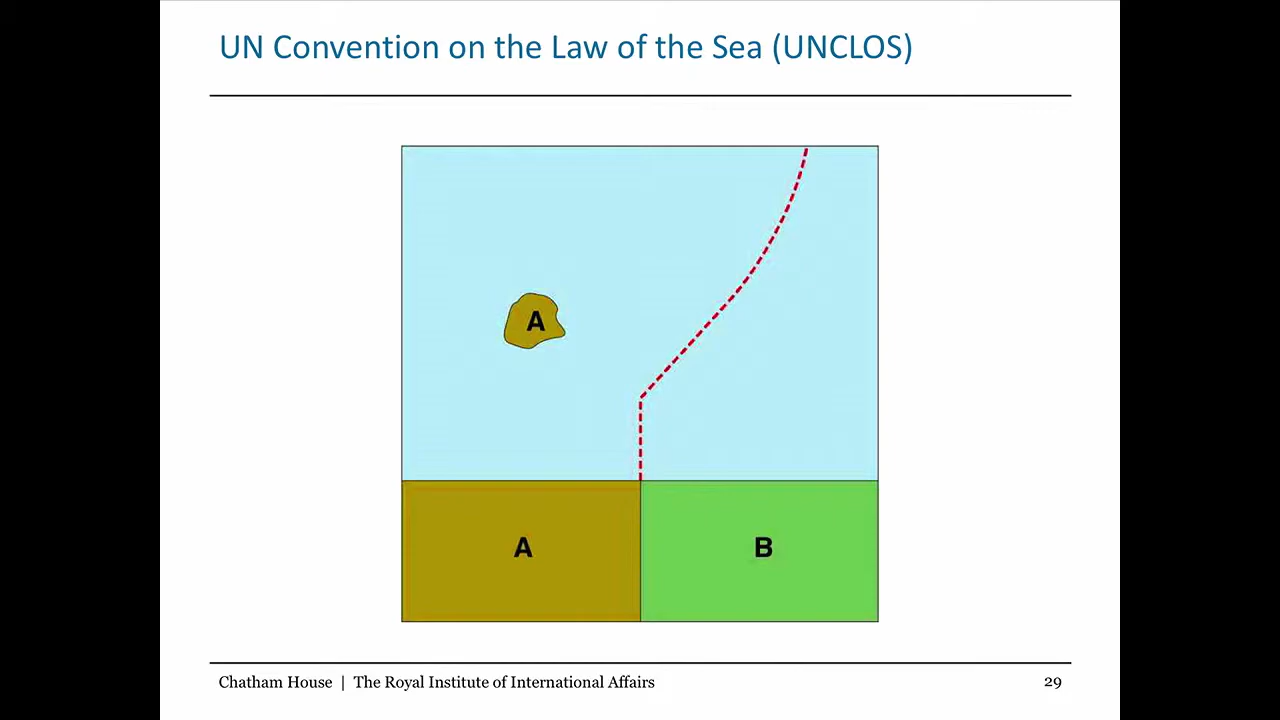 UN Convention on the Law of the Sea (UNCLOS)
A
A
B
Chatham House | The Royal Institute of International Affairs
29